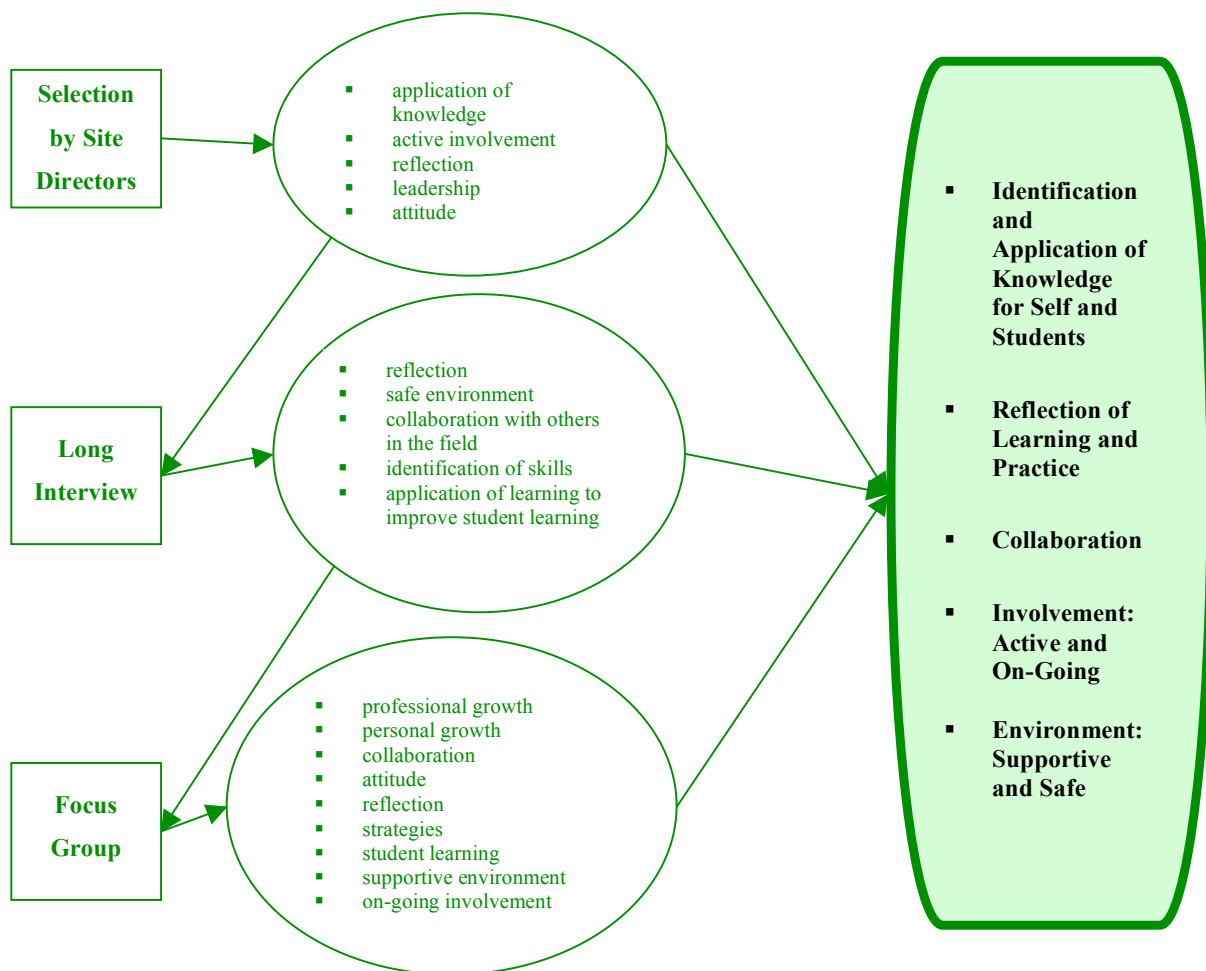 Selection
by Site
Directors
▪ application of
knowledge
▪ active involvement
▪ reflection
▪ leadership
▪ attitude
Long
Interview
▪ reflection
▪ safe environment
▪ collaboration with others
in the field
▪ identification of skills
▪ application of learning to
improve student learning
Focus
Group
▪ professional growth
▪ personal growth
▪ collaboration
▪ attitude
▪ reflection
▪ strategies
▪ student learning
▪ supportive environment
▪ on-going involvement
▪ Identification
and
Application of
Knowledge
for Self and
Students
▪ Reflection of
Learning and
Practice
▪ Collaboration
▪ Involvement:
Active and
On-Going
▪ Environment:
Supportive
and Safe